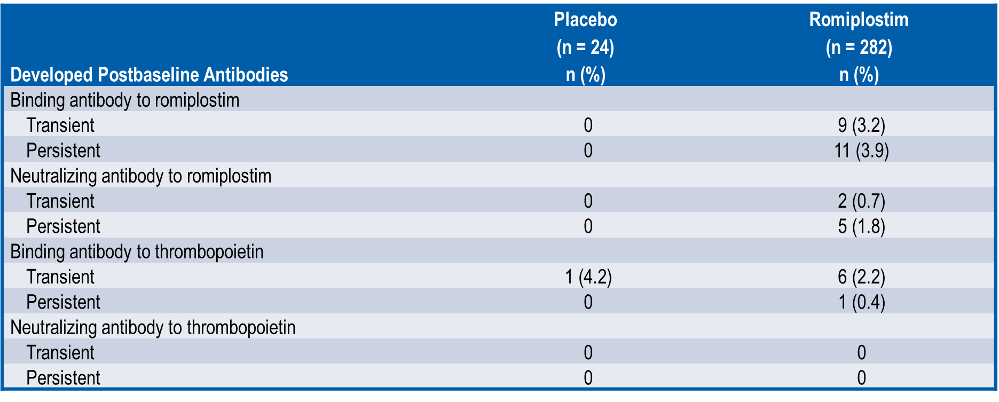 Placebo Romiplostim
(n = 24) (n = 282)
Developed Postbaseline Antibodies n (%) n (%)
Binding antibody to romiplostim
Transient 0 9 (3.2)
Persistent 0 11 (3.9)
Neutralizing antibody to romiplostim
Transient 0 2 (0.7)
Persistent 0 5 (1.8)
Binding antibody to thrombopoietin
Transient 1 (4.2) 6 (2.2)
Persistent 0 1 (0.4)
Neutralizing antibody to thrombopoietin
Transient 0 0
Persistent 0 0